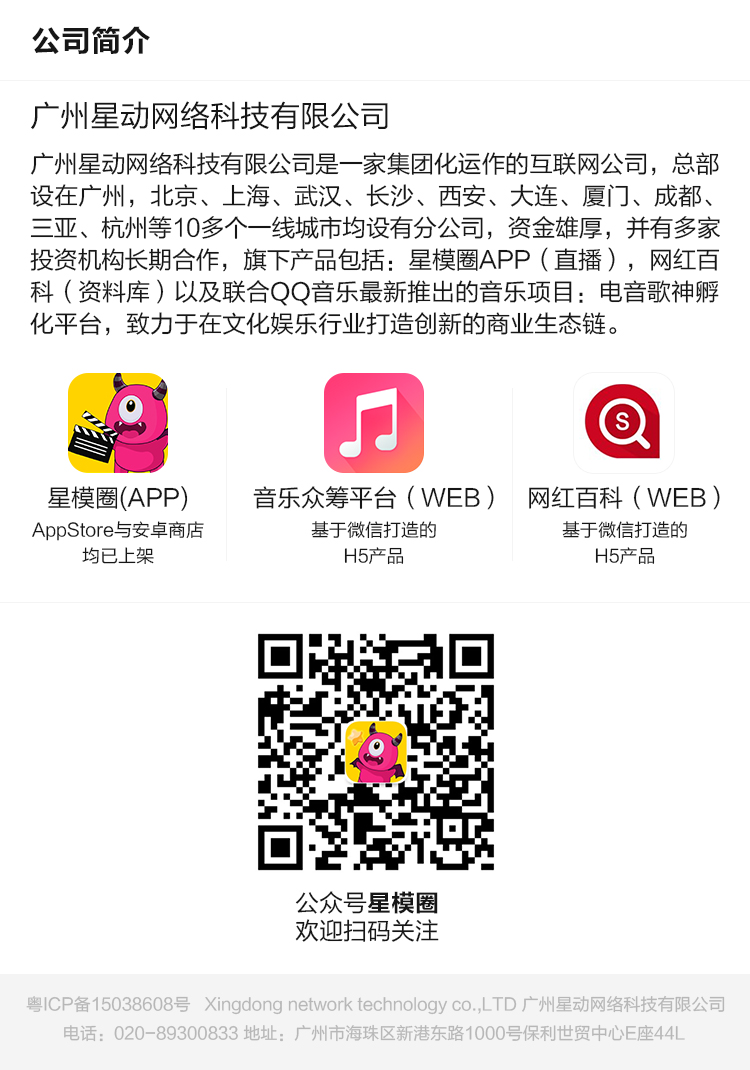 公司简介
广州星动网络科技有限公司
广州星动网络科技有限公司是一家集团化运作的互联网公司，总部
设在广州，北京、上海、武汉、长沙、西安、大连、厦门、成都、
三亚、杭州等10多个一线城市均设有分公司，资金雄厚，并有多家
投资机构长期合作，旗下产品包括：星模圈APP（直播），网红百
科（资料库）以及联合QQ音乐最新推出的音乐项目：电音歌神孵
化平台，致力于在文化娱乐行业打造创新的商业生态链。
S
星模圈(APP)
AppStore与安卓商店
均已上架
音乐众筹平台（WEB）
基于微信打造的
H5产品
网红百科（WEB）
基于微信打造的
H5产品
公众号星模圈
欢迎扫码关注
粤ICP备15038608号 Xingdong network technology co.,LTD 广州星动网络科技有限公司
电话：020-89300833 地址：广州市海珠区新港东路1000号保利世贸中心E座44L